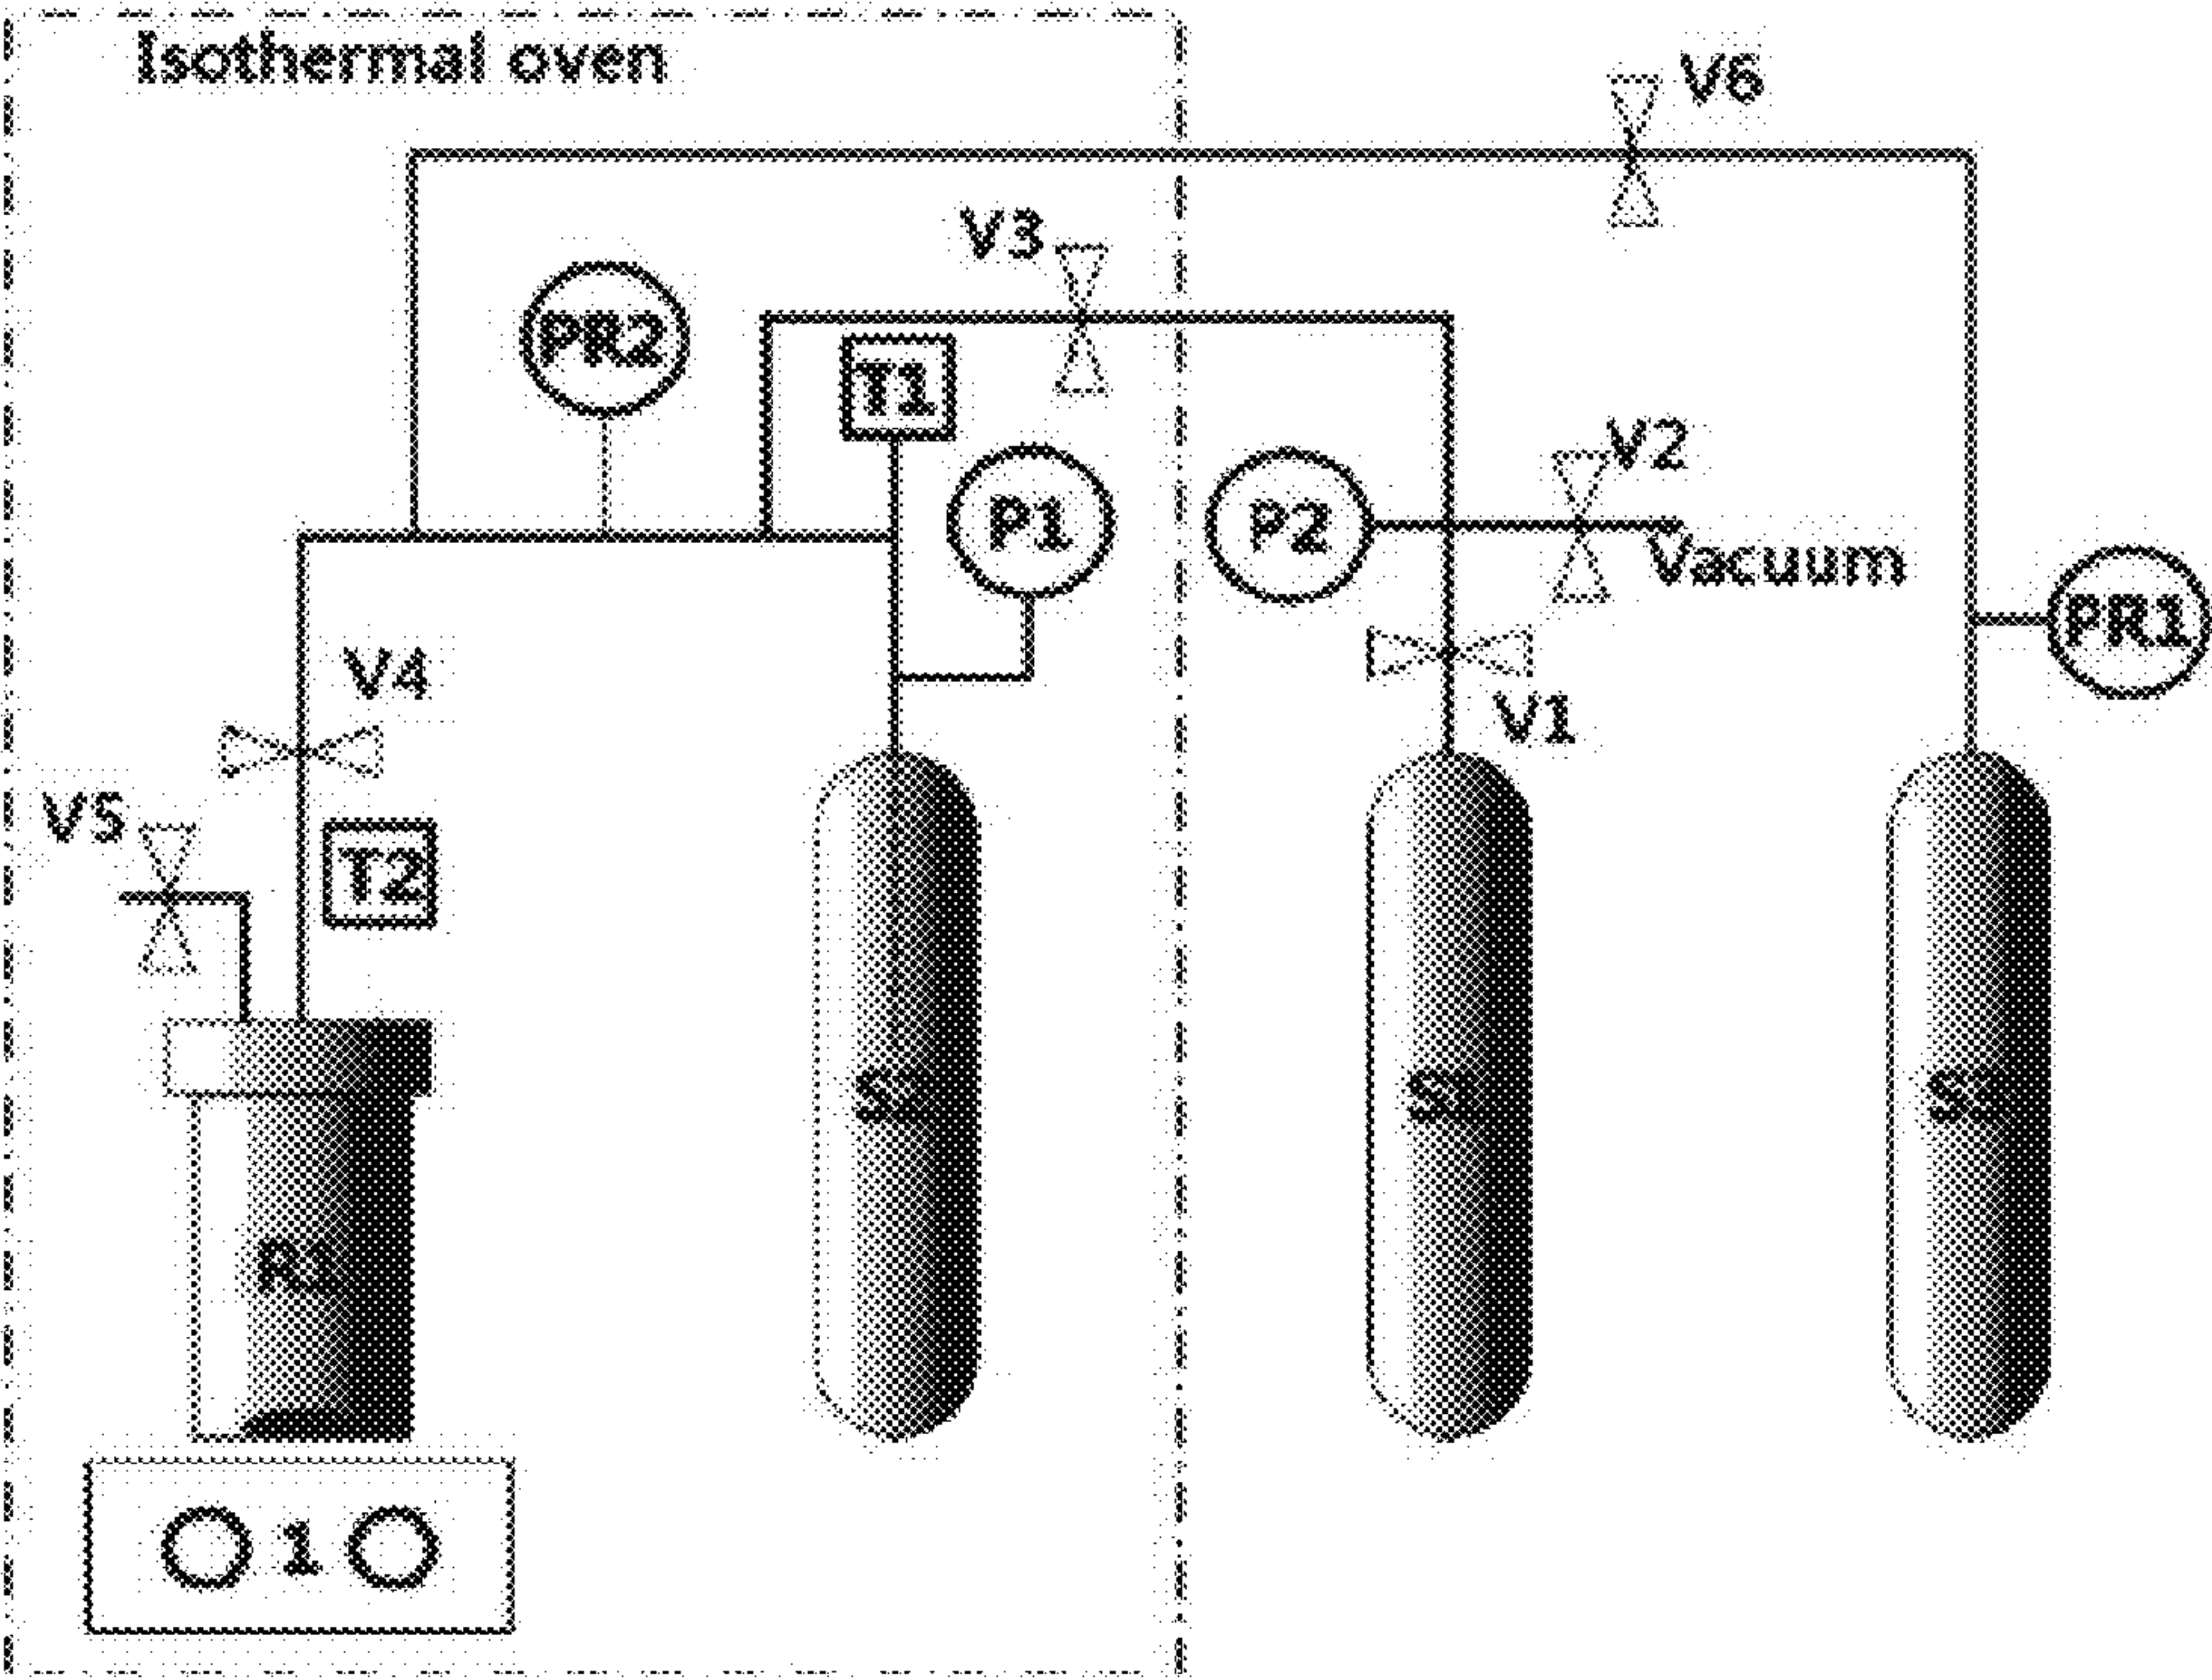 Isothermal oven
V6
V3
PR2
T1
V2
P1
P2
Vacuum
PR1
V4
V1
V5
T2
1